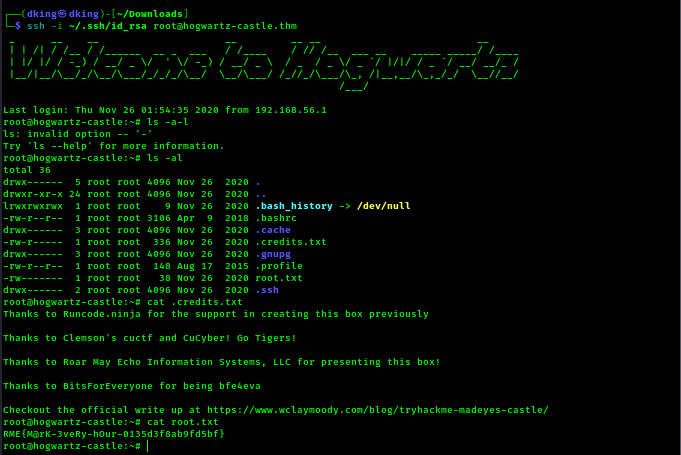 ┌──(dking㉿dking)-[~/Downloads]
└─$ ssh -i ~/.ssh/id_rsa root@hogwartz-castle.thm
Welcome to Hogwartz
Last login: Thu Nov 26 01:54:35 2020 from 192.168.56.1
root@hogwartz-castle:~# ls -a-l
ls: invalid option -- '-'
Try 'ls --help' for more information.
root@hogwartz-castle:~# ls -al
total 36
drwx------  5 root root 4096 Nov 26  2020 .
drwxr-xr-x 24 root root 4096 Nov 26  2020 ..
lrwxrwxrwx  1 root root    9 Nov 26  2020 .bash_history -> /dev/null
-rw-r--r--  1 root root 3106 Apr  9  2018 .bashrc
drwx------  3 root root 4096 Nov 26  2020 .cache
-rw-r-----  1 root root  336 Nov 26  2020 .credits.txt
drwx------  3 root root 4096 Nov 26  2020 .gnupg
-rw-r--r--  1 root root  148 Aug 17  2015 .profile
-rw-------  1 root root   38 Nov 26  2020 root.txt
drwx------  2 root root 4096 Nov 26  2020 .ssh
root@hogwartz-castle:~# cat .credits.txt
Thanks to Runcode.ninja for the support in creating this box previously
Thanks to Clemson's cuctf and CuCyber! Go Tigers!
Thanks to Roar May Echo Information Systems, LLC for presenting this box!
Thanks to BitsForEveryone for being bfe4eva
Checkout the official write up at https://www.wclaymoody.com/blog/tryhackme-madeyes-castle/
root@hogwartz-castle:~# cat root.txt
RME{M@rK-3veRy-hOur-0135d3f8ab9fd5bf}
root@hogwartz-castle:~#